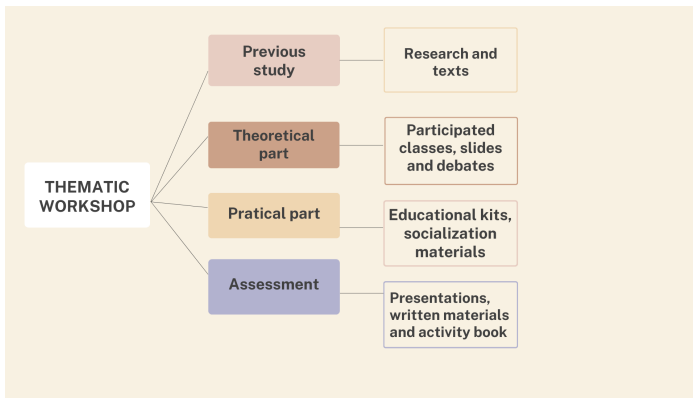 Previous
study
Research and
texts
Theoretical
part
Participated
classes, slides
and debates
THEMATIC
WORKSHOP
Pratical part
Educational kits,
socialization
materials
Assessment
Presentations,
written materials
and activity book